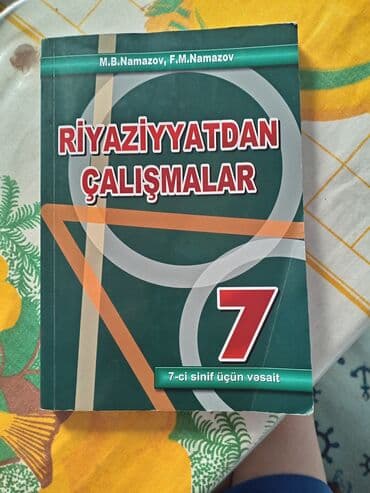 M.B.Namazov, F.M.Namazov
RİYAZİYYATDAN
ÇALIŞMALAR
7
7-ci sinif üçün vəsait